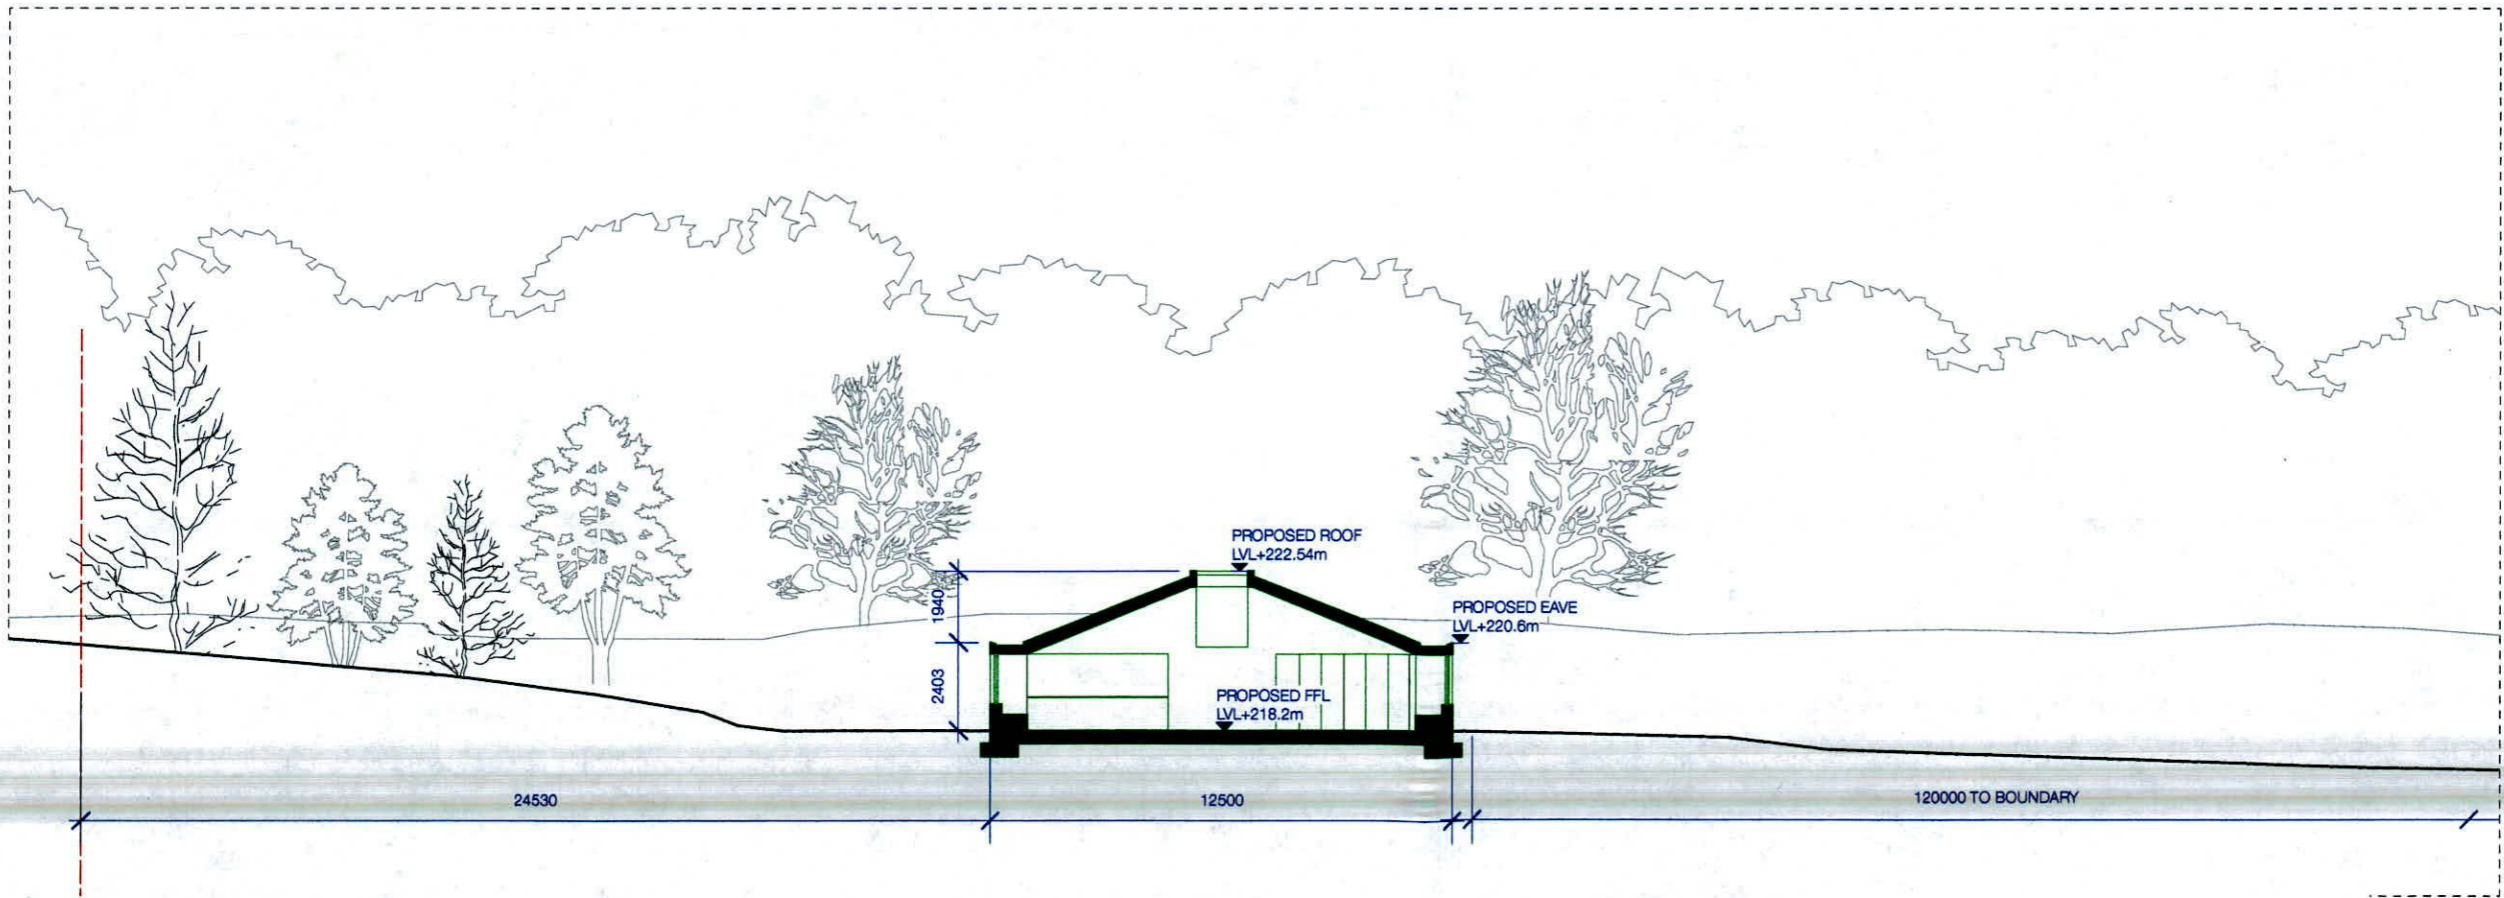 PROPOSED ROOF
LVL+222.54m
1940
PROPOSED EAVE
LVL+220.6m
2403
PROPOSED FFL
LVL+218.2m
24530
12500
120000 TO BOUNDARY